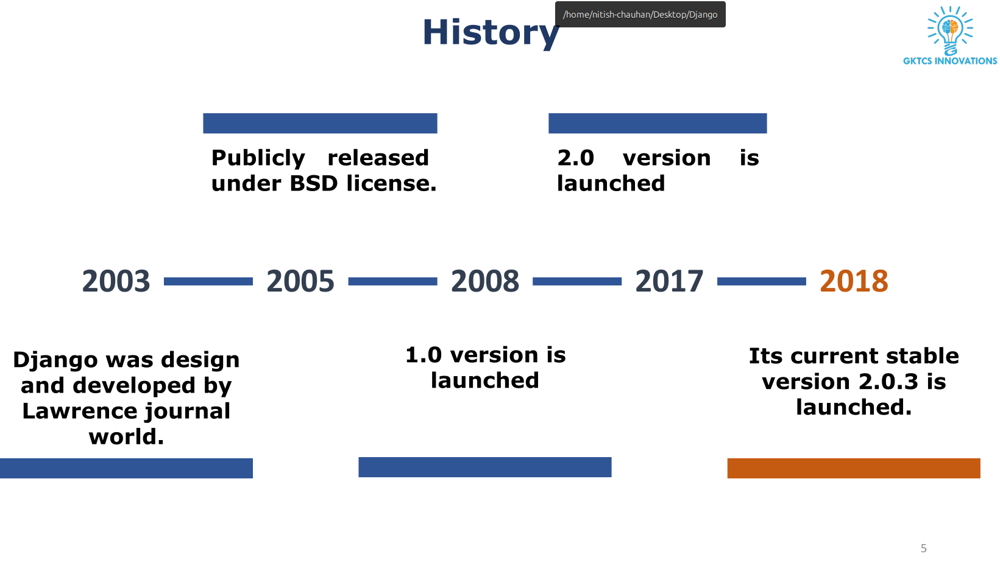 /home/nitish-chauhan/Desktop/Django
History
GKTCS INNOVATIONS
Publicly released
under BSD license.
2.0 version is
launched
2003
2005
2008
2017
2018
Django was design
and developed by
Lawrence journal
world.
1.0 version is
launched
Its current stable
version 2.0.3 is
launched.
5